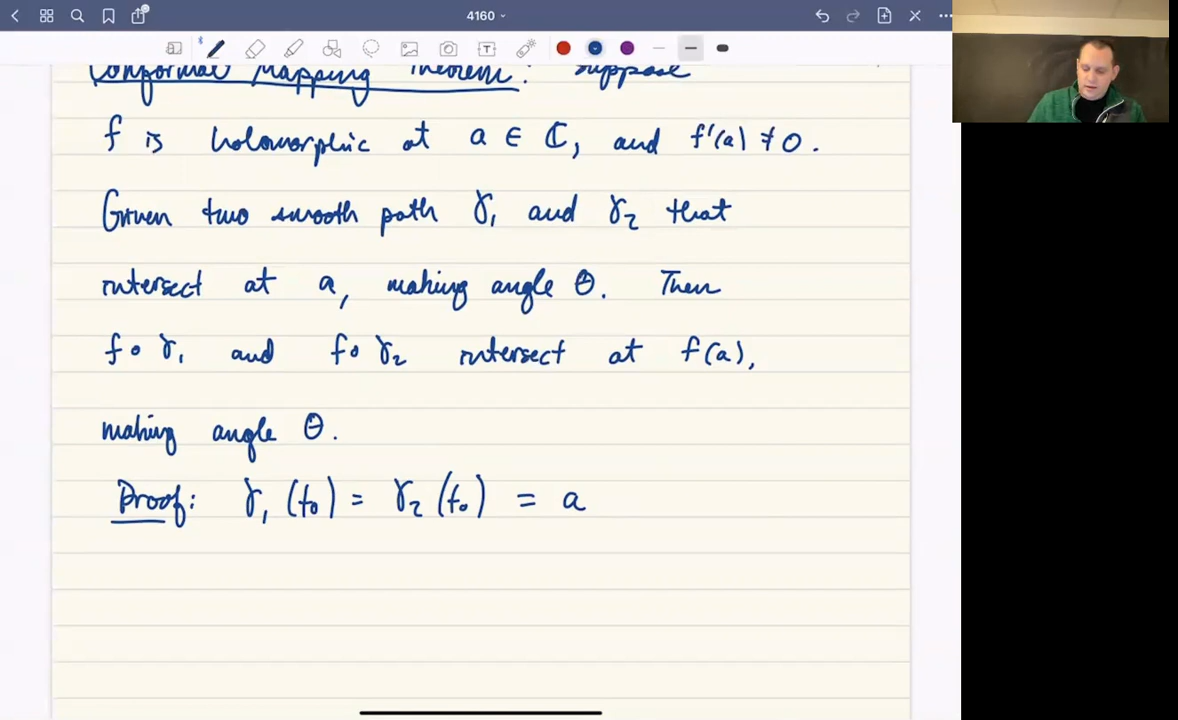 4160
Conformal Mapping Theorem: Suppose
f is holomorphic at a ∈ ℂ, and f'(a) ≠ 0.
Given two smooth path γ₁ and γ₂ that
intersect at a, making angle θ. Then
f∘γ₁ and f∘γ₂ intersect at f(a),
making angle θ.
Proof: γ₁(t₀) = γ₂(t₀) = a